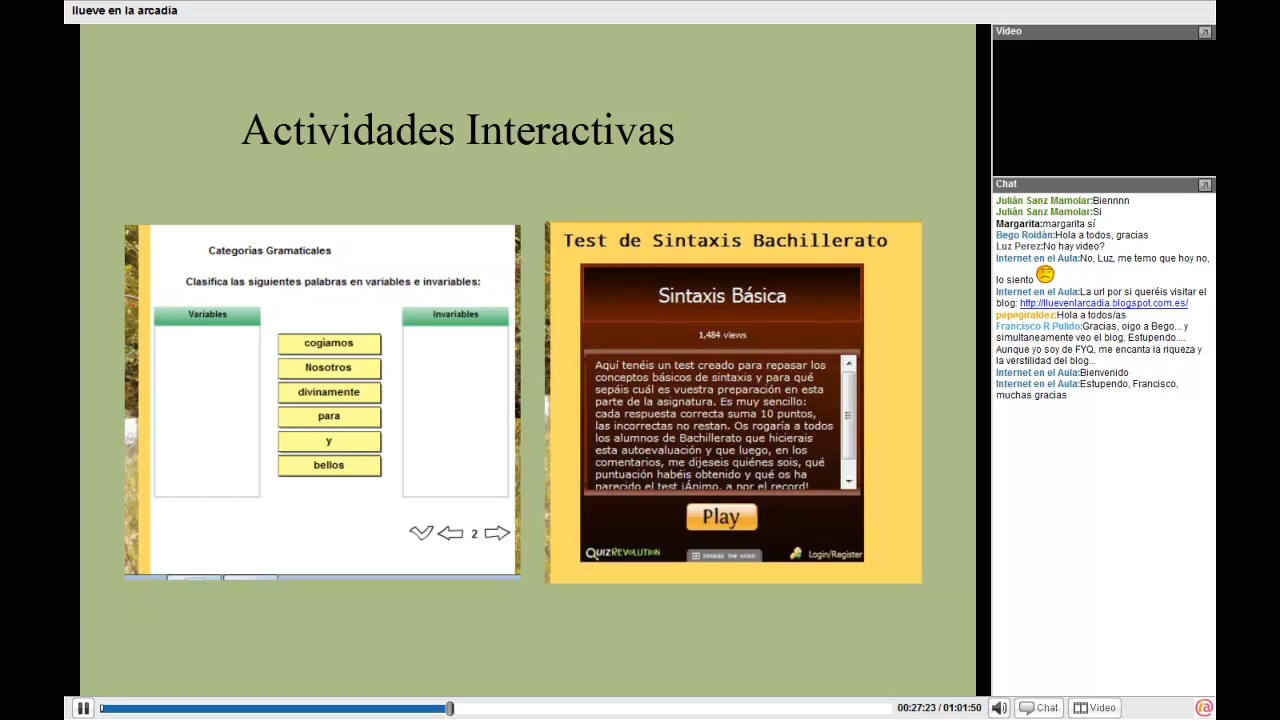 llueve en la arcadia
Actividades Interactivas
Categorías Gramaticales
Clasifica las siguientes palabras en variables e invariables:
Variables
Invariables
cogíamos
Nosotros
divinamente
para
y
bellos
2
Test de Sintaxis Bachillerato
Sintaxis Básica
1,484 views
Aquí tenéis un test creado para repasar los
conceptos básicos de sintaxis y para qué
sepáis cuál es vuestra preparación en esta
parte de la asignatura. Es muy sencillo:
cada respuesta correcta suma 10 puntos,
las incorrectas no restan. Os rogaría a todos
los alumnos de Bachillerato que hicierais
esta autoevaluación y que luego, en los
comentarios, me dijeseis quiénes sois, qué
puntuación habéis obtenido y qué os ha
parecido el test ¡Ánimo, a por el record!
Play
QUIZREVOLUTION
SPREAD THE WORD
Login/Register
Video
Chat
Julián Sanz Mamolar:Biennnn
Julián Sanz Mamolar:Si
Margarita:margarita sí
Bego Roldán:Hola a todos, gracias
Luz Perez:No hay video?
Internet en el Aula:No, Luz, me temo que hoy no,
lo siento
Internet en el Aula:La url por si queréis visitar el
blog: http://lluevenlarcadia.blogspot.com.es/
pepegiraldez:Hola a todos/as
Francisco R Pulido:Gracias, oigo a Bego... y
simultaneamente veo el blog. Estupendo....
Aunque yo soy de FYQ, me encanta la riqueza y
la verstilidad del blog...
Internet en el Aula:Bienvenido
Internet en el Aula:Estupendo, Francisco,
muchas gracias
00:27:23 / 01:01:50
Chat
Video